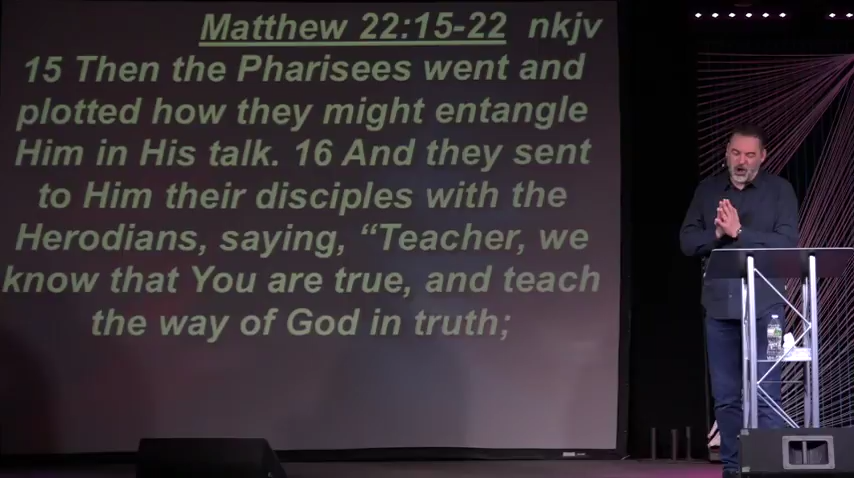 Matthew 22:15-22 nkjv
15 Then the Pharisees went and
plotted how they might entangle
Him in His talk. 16 And they sent
to Him their disciples with the
Herodians, saying, “Teacher, we
know that You are true, and teach
the way of God in truth;